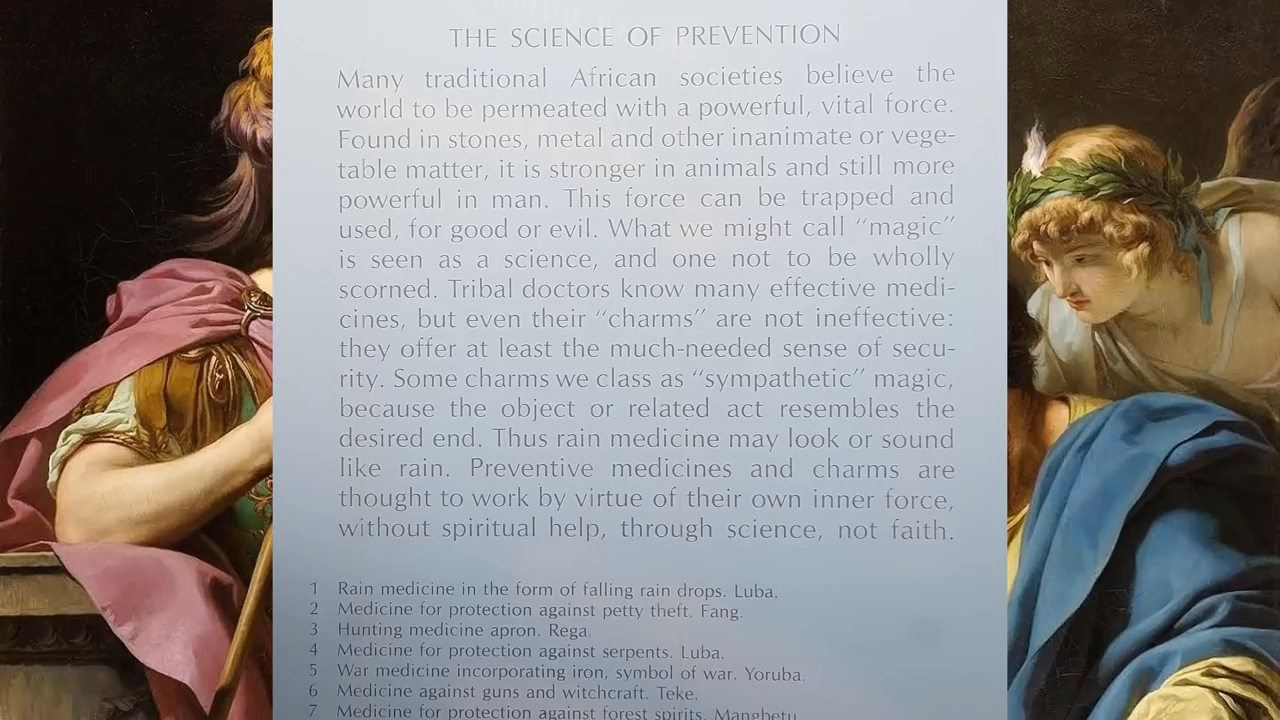 THE SCIENCE OF PREVENTION
Many traditional African societies believe the
world to be permeated with a powerful, vital force.
Found in stones, metal and other inanimate or vege-
table matter, it is stronger in animals and still more
powerful in man. This force can be trapped and
used, for good or evil. What we might call “magic”
is seen as a science, and one not to be wholly
scorned. Tribal doctors know many effective medi-
cines, but even their “charms” are not ineffective:
they offer at least the much-needed sense of secu-
rity. Some charms we class as “sympathetic” magic,
because the object or related act resembles the
desired end. Thus rain medicine may look or sound
like rain. Preventive medicines and charms are
thought to work by virtue of their own inner force,
without spiritual help, through science, not faith.
1 Rain medicine in the form of falling rain drops. Luba.
2 Medicine for protection against petty theft. Fang.
3 Hunting medicine apron. Rega.
4 Medicine for protection against serpents. Luba.
5 War medicine incorporating iron, symbol of war. Yoruba.
6 Medicine against guns and witchcraft. Teke.
7 Medicine for protection against forest spirits. Mangbetu